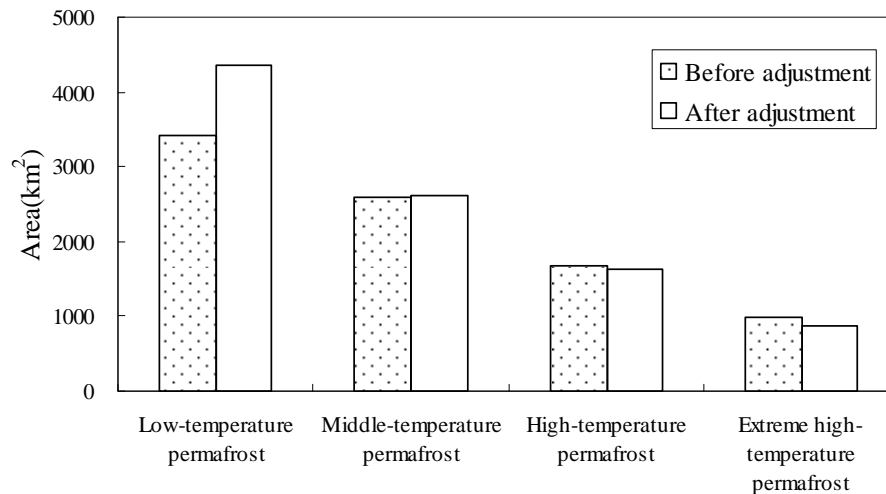 5000
4000
3000
2000
1000
0
Area(km²)
Before adjustment
After adjustment
Low-temperature
permafrost
Middle-temperature
permafrost
High-temperature
permafrost
Extreme high-
temperature
permafrost